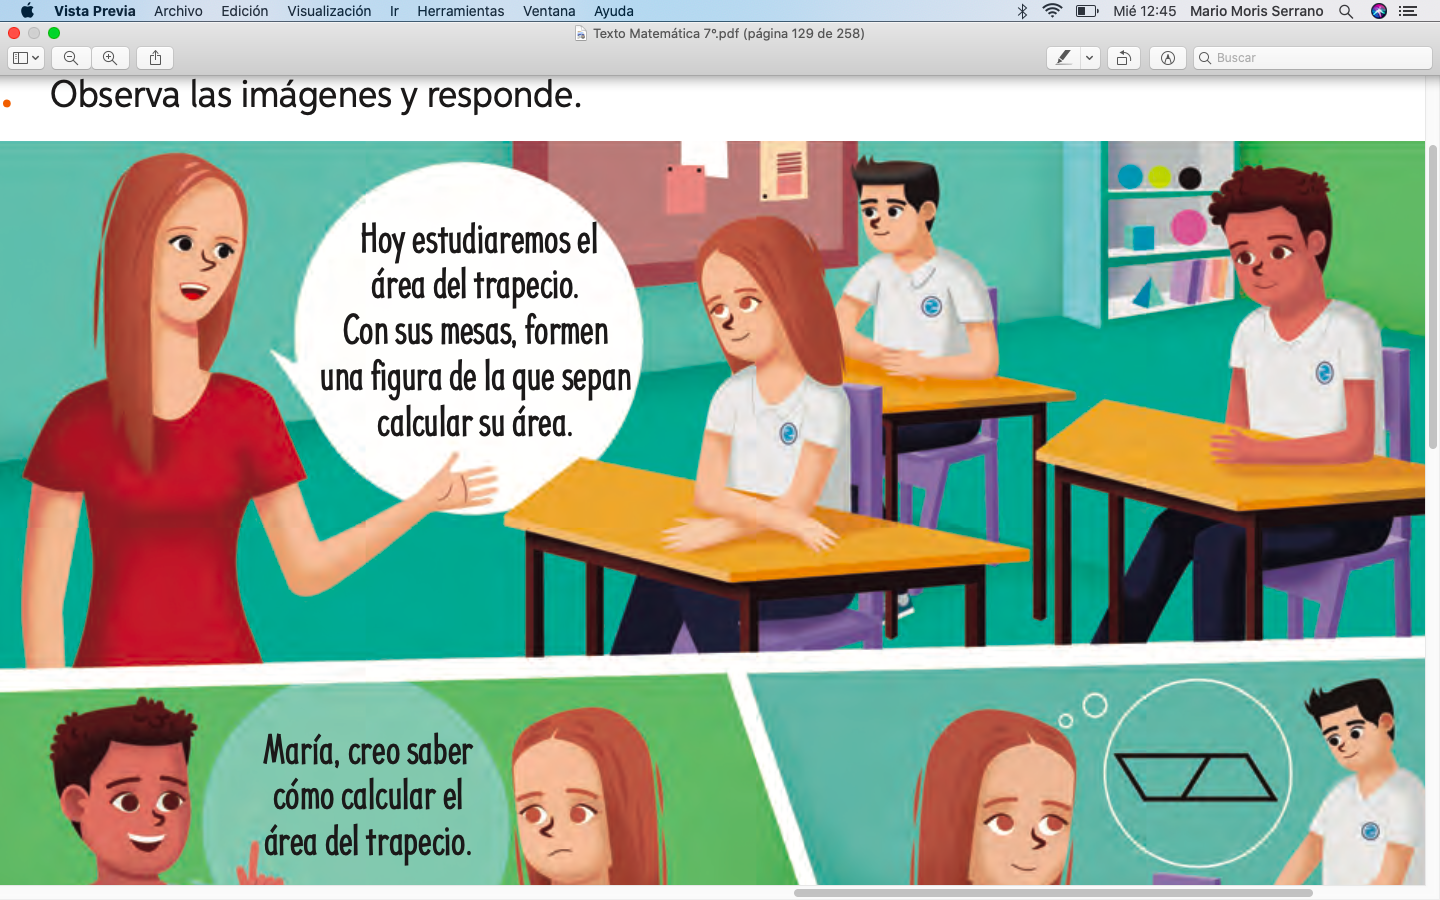 Vista Previa Archivo Edición Visualización Ir Herramientas Ventana Ayuda Mié 12:45 Mario Moris Serrano
Texto Matemática 7º.pdf (página 129 de 258)
Buscar
. Observa las imágenes y responde.
Hoy estudiaremos el
área del trapecio.
Con sus mesas, formen
una figura de la que sepan
calcular su área.
María, creo saber
cómo calcular el
área del trapecio.